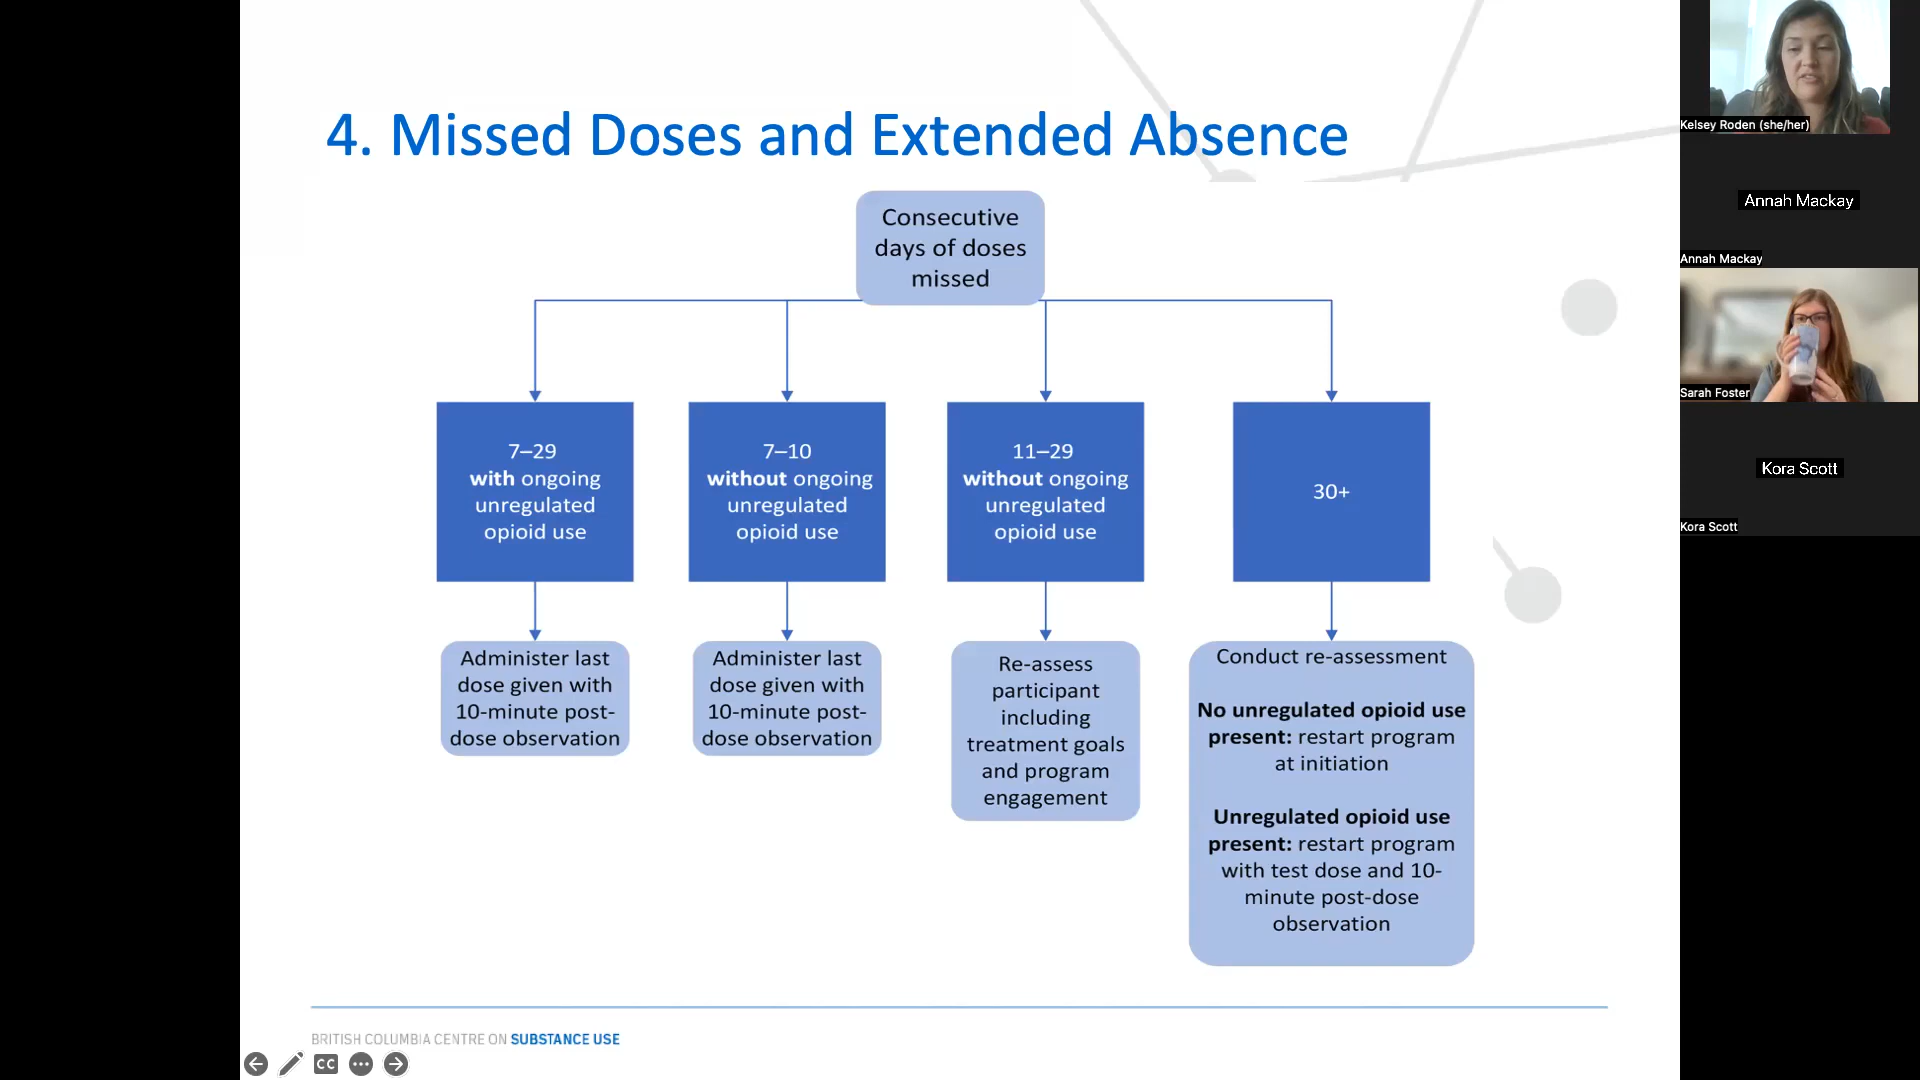 4. Missed Doses and Extended Absence
Consecutive
days of doses
missed
7–29
with ongoing
unregulated
opioid use
7–10
without ongoing
unregulated
opioid use
11–29
without ongoing
unregulated
opioid use
30+
Administer last
dose given with
10-minute post-
dose observation
Administer last
dose given with
10-minute post-
dose observation
Re-assess
participant
including
treatment goals
and program
engagement
Conduct re-assessment
No unregulated opioid use
present: restart program
at initiation
Unregulated opioid use
present: restart program
with test dose and 10-
minute post-dose
observation
BRITISH COLUMBIA CENTRE ON SUBSTANCE USE
CC
Kelsey Roden (she/her)
Annah Mackay
Annah Mackay
Sarah Foster
Kora Scott
Kora Scott